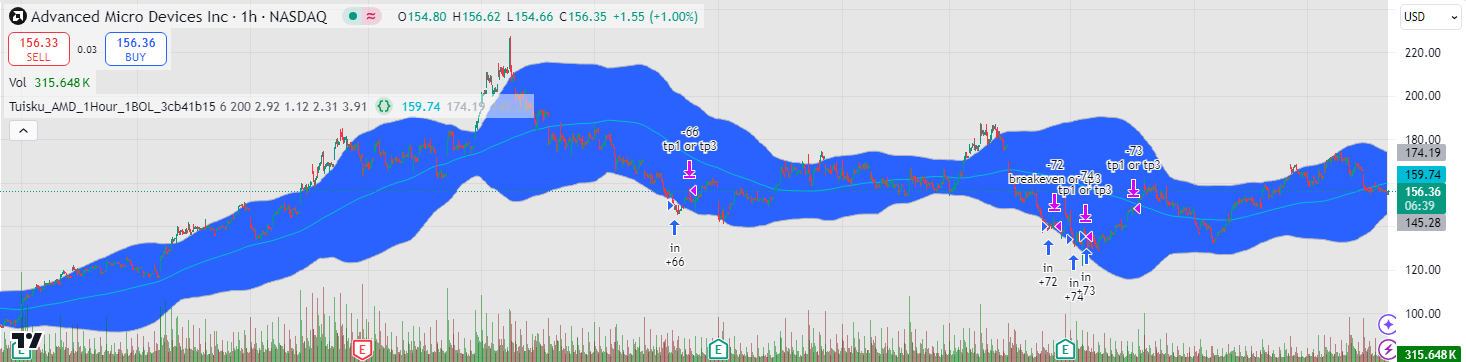 Advanced Micro Devices Inc · 1h · NASDAQ
O154.80 H156.62 L154.66 C156.35 +1.55 (+1.00%)
USD
156.33
SELL
0.03
156.36
BUY
Vol 315.648K
Tuisku_AMD_1Hour_1BOL_3cb41b15 6 200 2.92 1.12 2.31 3.91 159.74 174.19
220.00
200.00
180.00
174.19
159.74
156.36
06:39
145.28
120.00
100.00
315.648K
-66
tp1 or tp3
in
+66
-72
breakeven or
-74
tp1 or tp3
-73
tp1 or tp3
in
+72
in
+74
in
+73
E
E
E